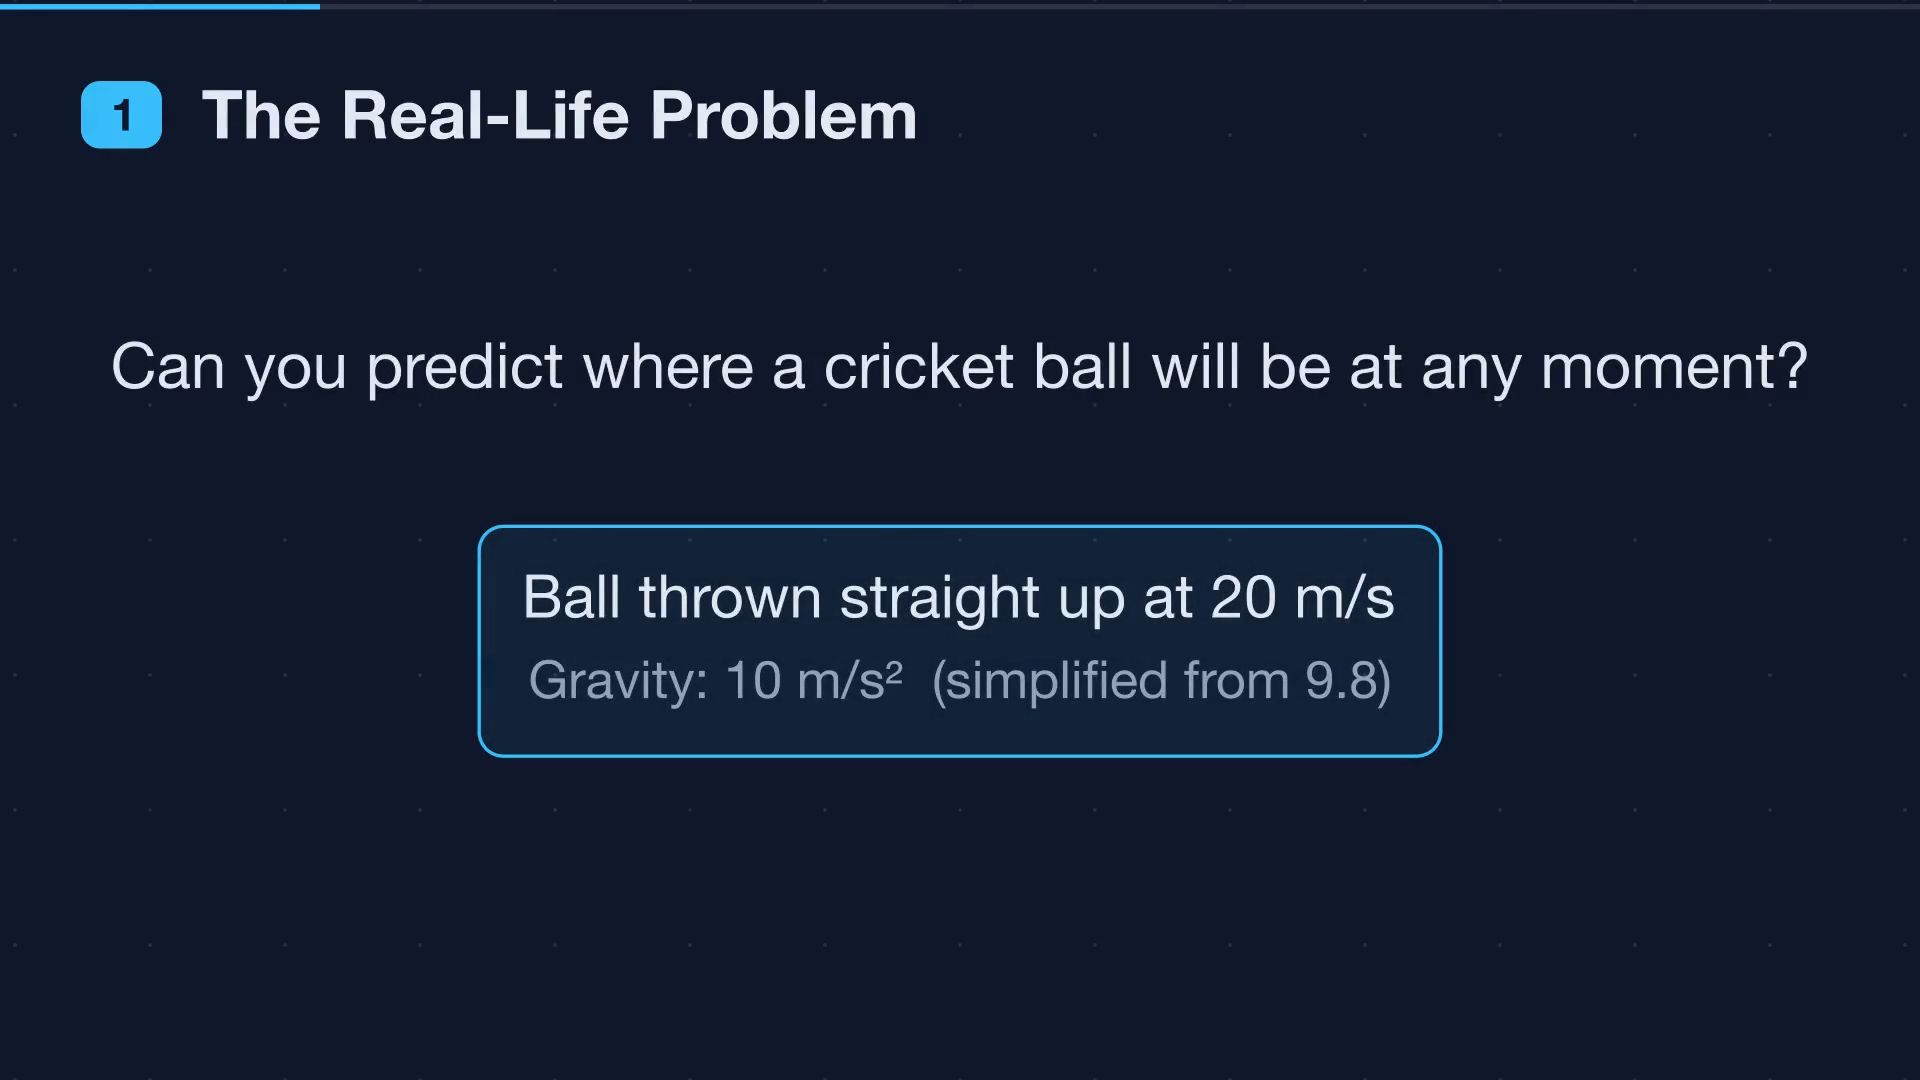 1 The Real-Life Problem
Can you predict where a cricket ball will be at any moment?
Ball thrown straight up at 20 m/s
Gravity: 10 m/s² (simplified from 9.8)